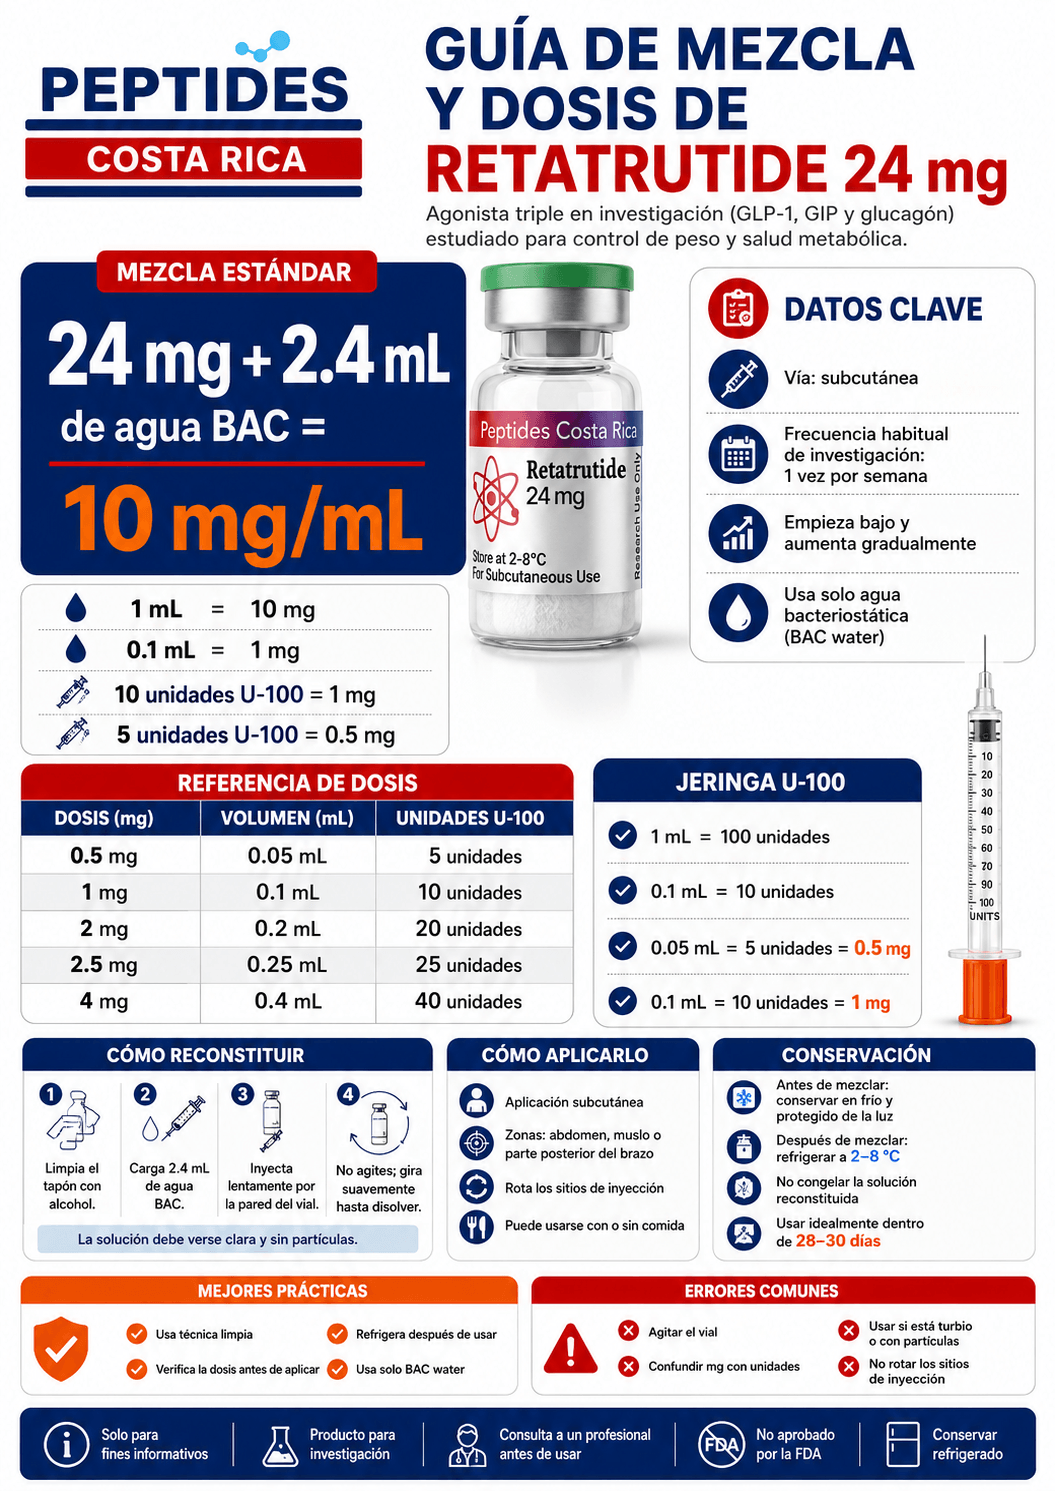 PEPTIDES
COSTA RICA
GUÍA DE MEZCLA
Y DOSIS DE
RETATRUTIDE 24 mg
Agonista triple en investigación (GLP-1, GIP y glucagón)
estudiado para control de peso y salud metabólica.
MEZCLA ESTÁNDAR
24 mg + 2.4 mL
de agua BAC =
10 mg/mL
1 mL = 10 mg
0.1 mL = 1 mg
10 unidades U-100 = 1 mg
5 unidades U-100 = 0.5 mg
Peptides Costa Rica
Retatrutide
24 mg
Store at 2-8°C
For Subcutaneous Use
Research Use Only
DATOS CLAVE
Vía: subcutánea
Frecuencia habitual
de investigación:
1 vez por semana
Empieza bajo y
aumenta gradualmente
Usa solo agua
bacteriostática
(BAC water)
REFERENCIA DE DOSIS
DOSIS (mg) VOLUMEN (mL) UNIDADES U-100
0.5 mg 0.05 mL 5 unidades
1 mg 0.1 mL 10 unidades
2 mg 0.2 mL 20 unidades
2.5 mg 0.25 mL 25 unidades
4 mg 0.4 mL 40 unidades
JERINGA U-100
1 mL = 100 unidades
0.1 mL = 10 unidades
0.05 mL = 5 unidades = 0.5 mg
0.1 mL = 10 unidades = 1 mg
10
20
30
40
50
60
70
90
100
UNITS
CÓMO RECONSTITUIR
1
Limpia el
tapón con
alcohol.
2
Carga 2.4 mL
de agua
BAC.
3
Inyecta
lentamente por
la pared del vial.
4
No agites; gira
suavemente
hasta disolver.
La solución debe verse clara y sin partículas.
CÓMO APLICARLO
Aplicación subcutánea
Zonas: abdomen, muslo o
parte posterior del brazo
Rota los sitios de inyección
Puede usarse con o sin comida
CONSERVACIÓN
Antes de mezclar:
conservar en frío y
protegido de la luz
Después de mezclar:
refrigerar a 2–8 °C
No congelar la solución
reconstituida
Usar idealmente dentro
de 28–30 días
MEJORES PRÁCTICAS
Usa técnica limpia
Refrigera después de usar
Verifica la dosis antes de aplicar
Usa solo BAC water
ERRORES COMUNES
Agitar el vial
Usar si está turbio
o con partículas
Confundir mg con unidades
No rotar los sitios
de inyección
Solo para
fines informativos
Producto para
investigación
Consulta a un profesional
antes de usar
FDA
No aprobado
por la FDA
Conservar
refrigerado